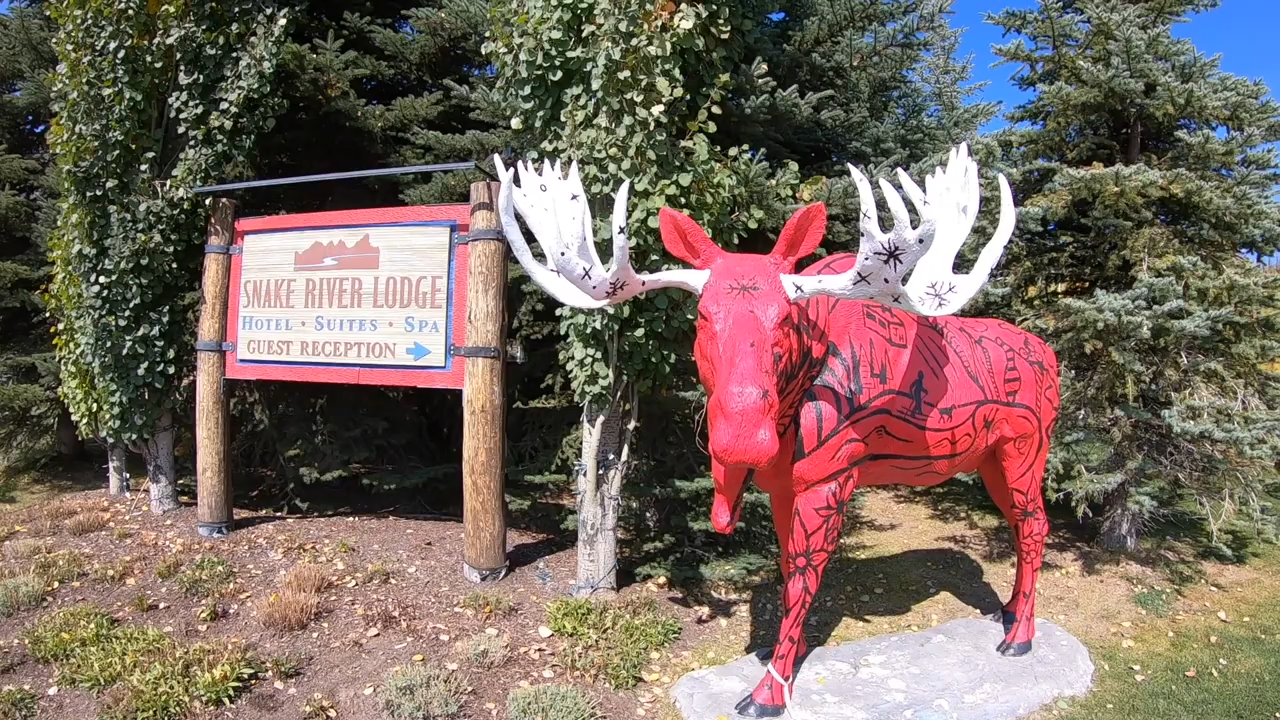 SNAKE RIVER LODGE
HOTEL · SUITES · SPA
GUEST RECEPTION